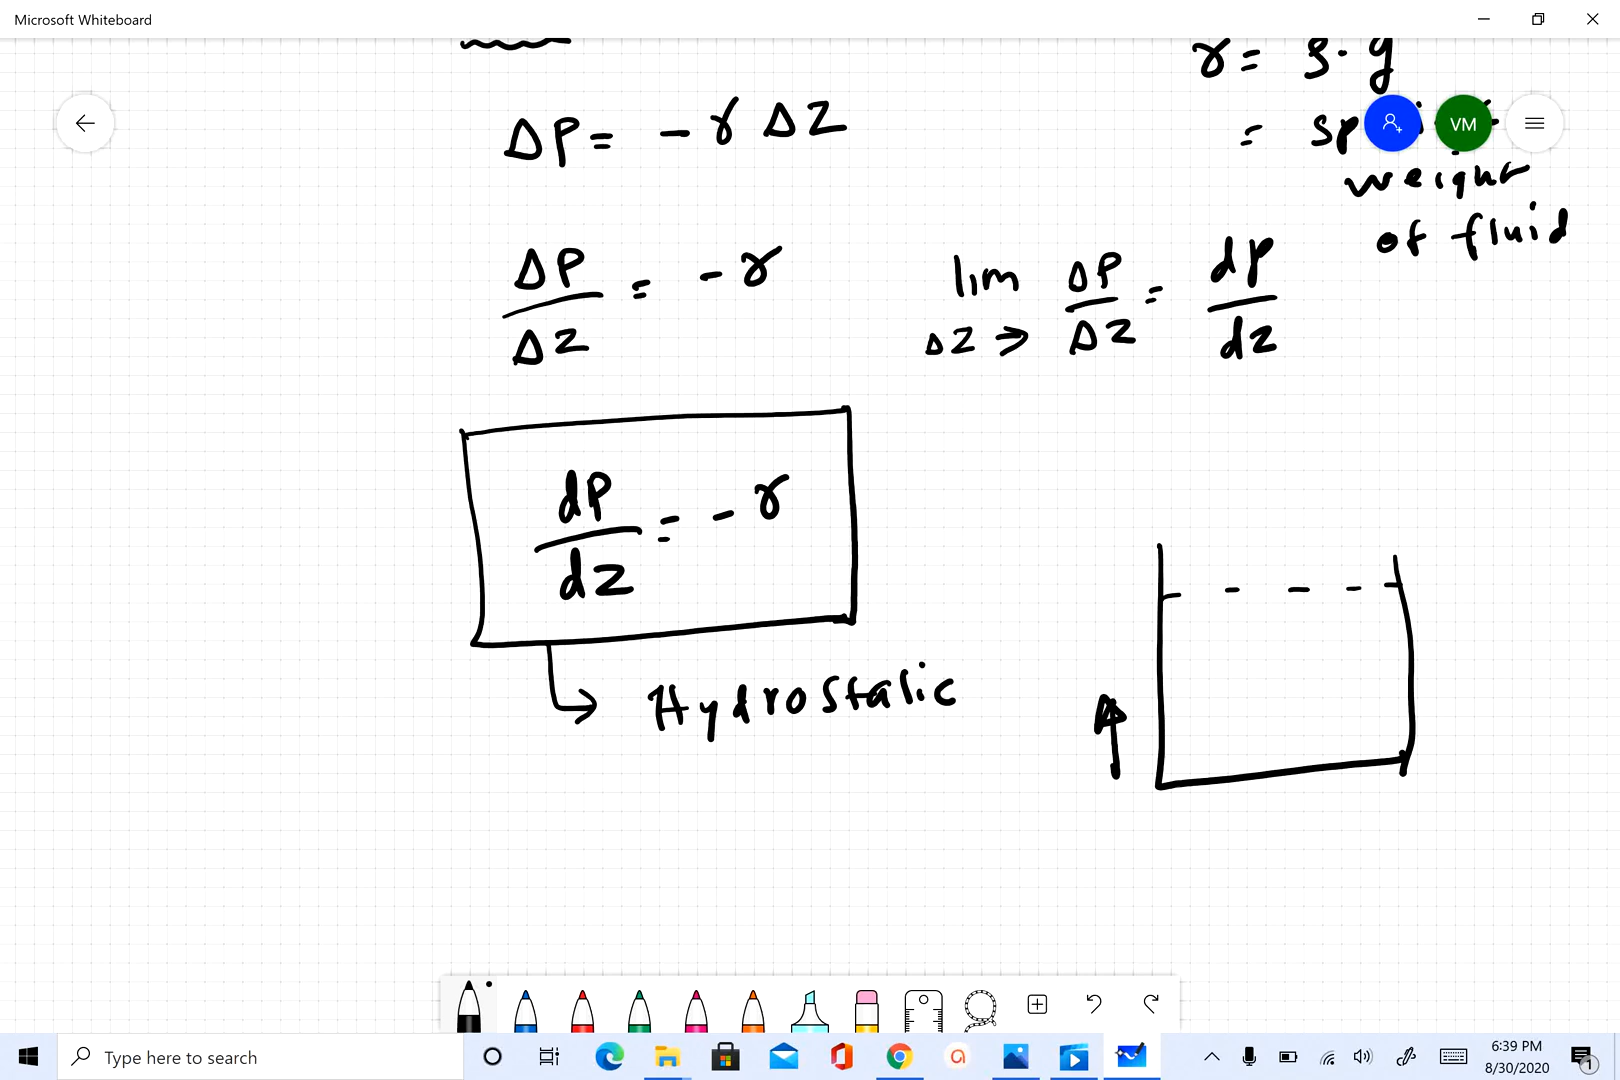 Microsoft Whiteboard
γ = ρ · g
ΔP = - γ ΔZ
= sp
weight
of fluid
VM
ΔP/ΔZ = - γ
lim ΔZ → ΔP/ΔZ = dP/dz
dP/dz = - γ
Hydrostatic
Type here to search
6:39 PM
8/30/2020
1